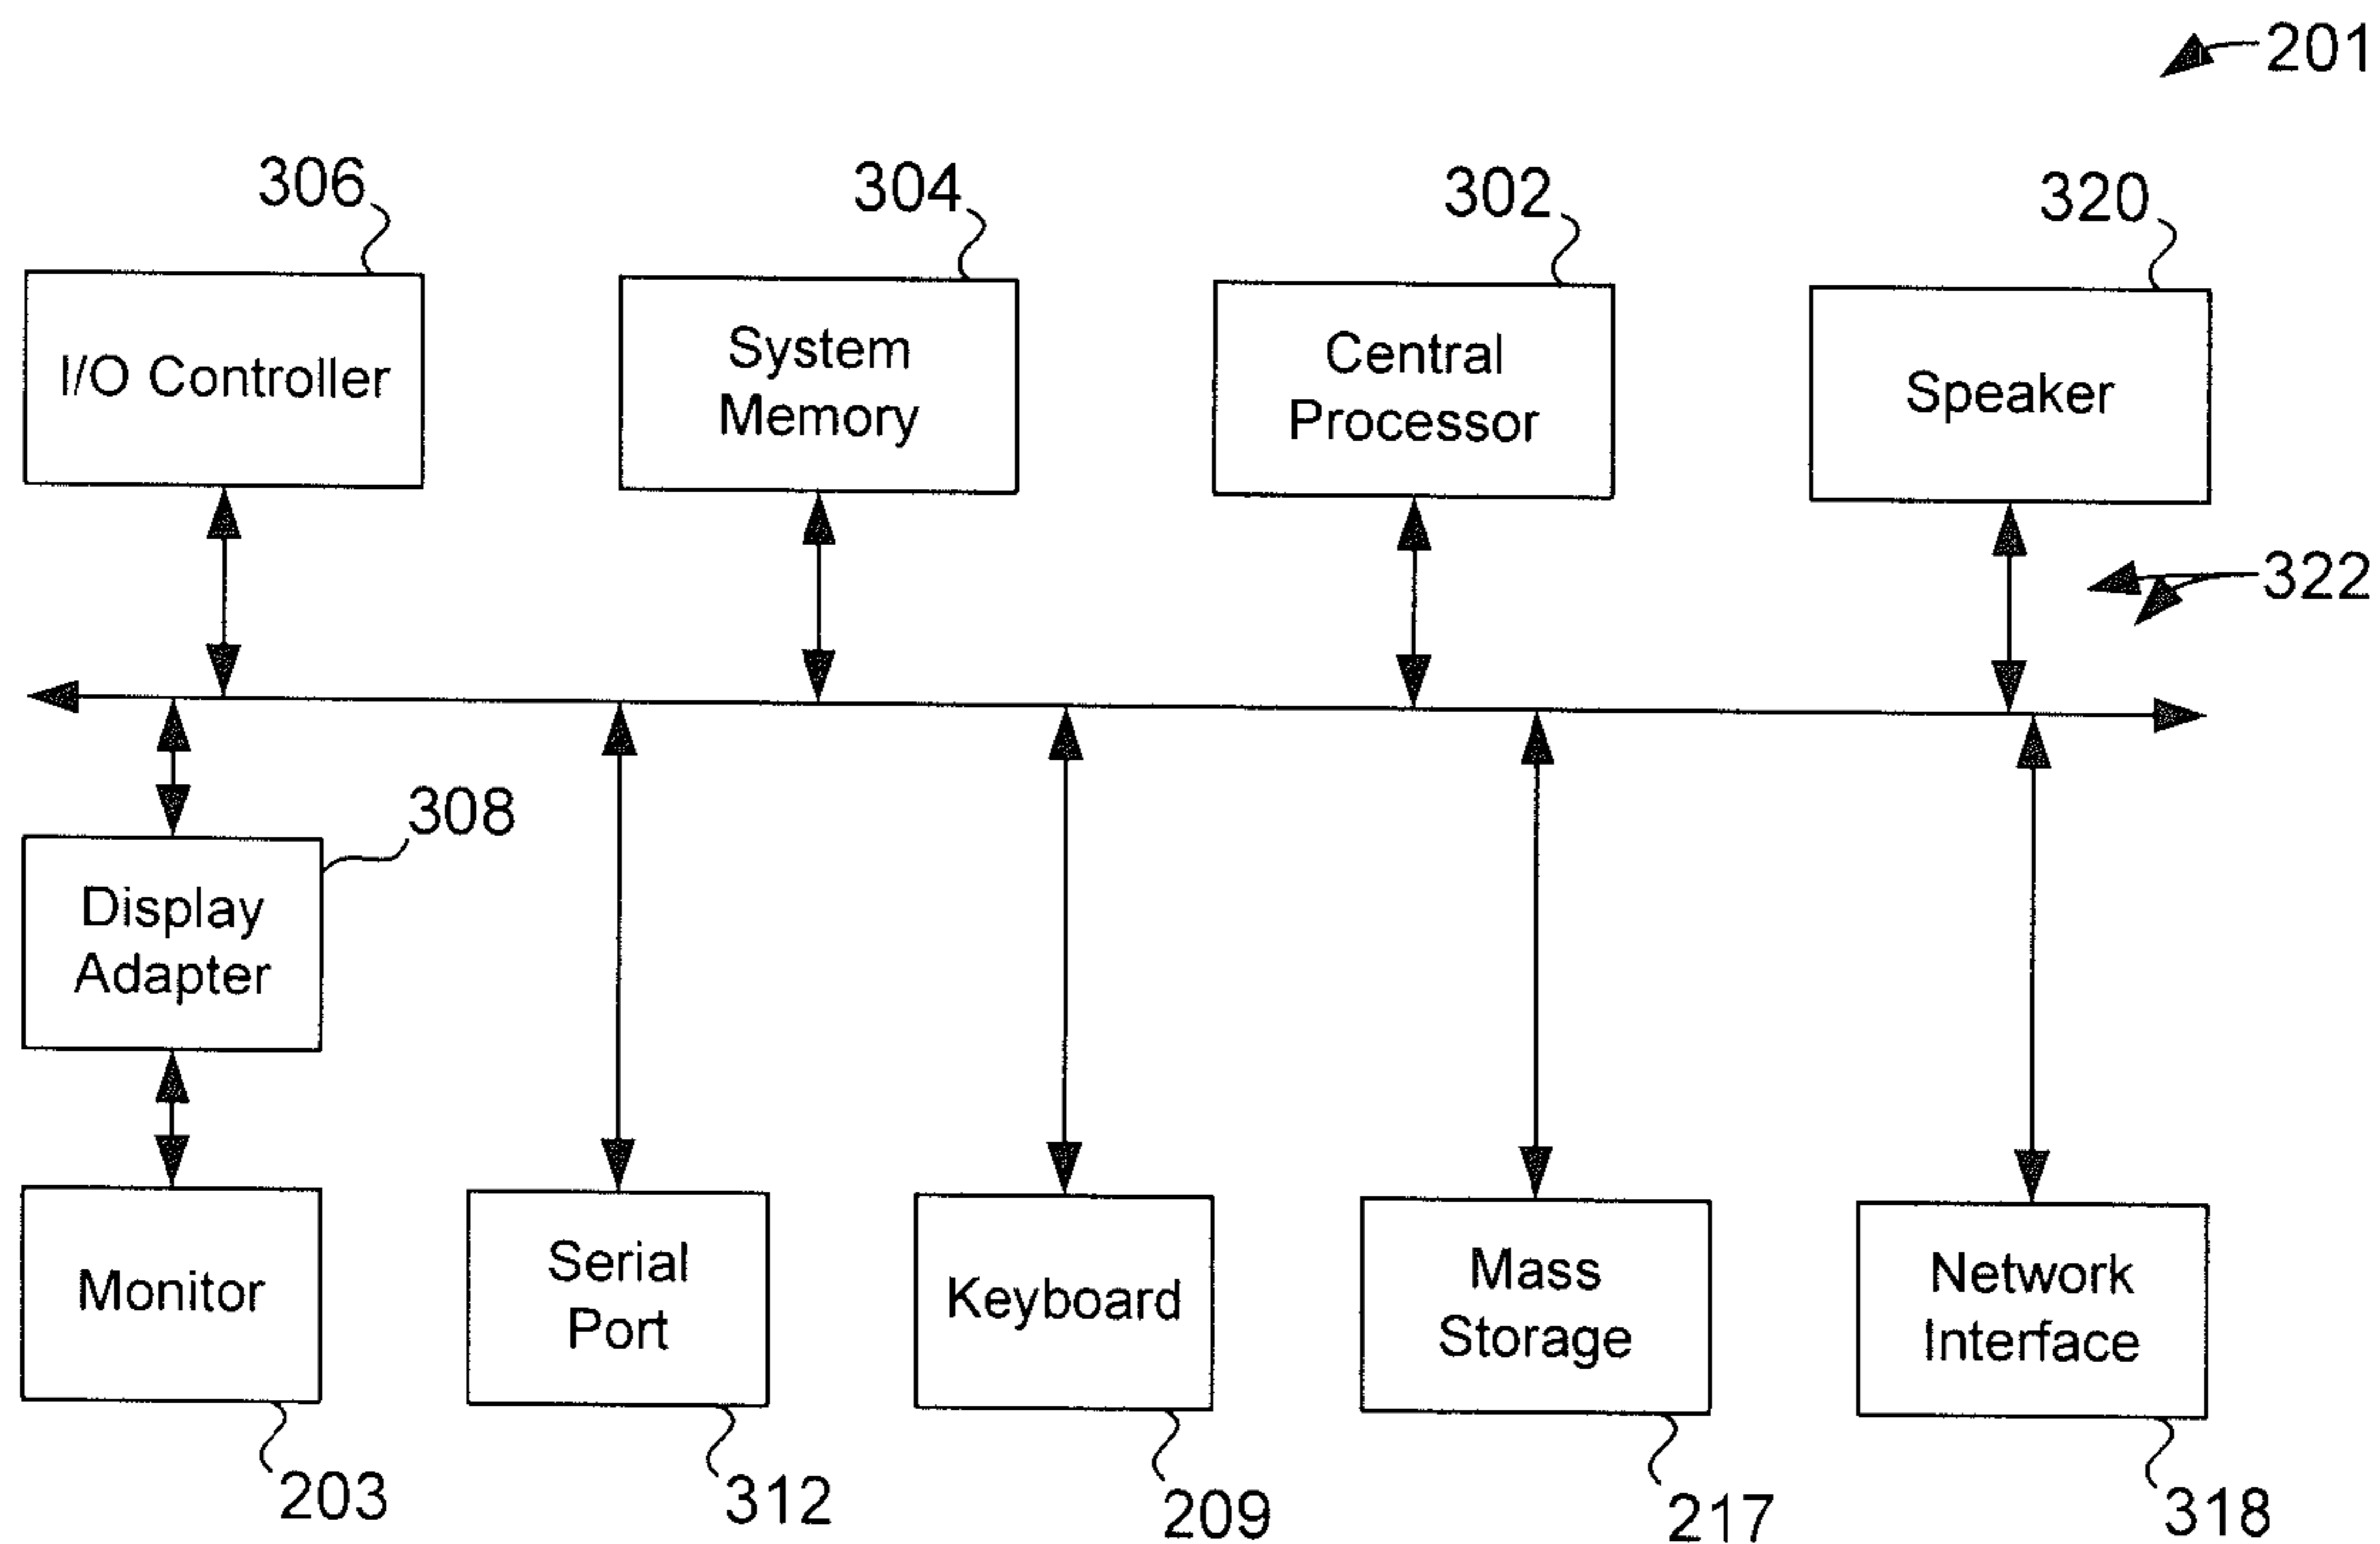 201
306
304
302
320
I/O Controller
System
Memory
Central
Processor
Speaker
322
308
Display
Adapter
Monitor
Serial
Port
Keyboard
Mass
Storage
Network
Interface
203
312
209
217
318